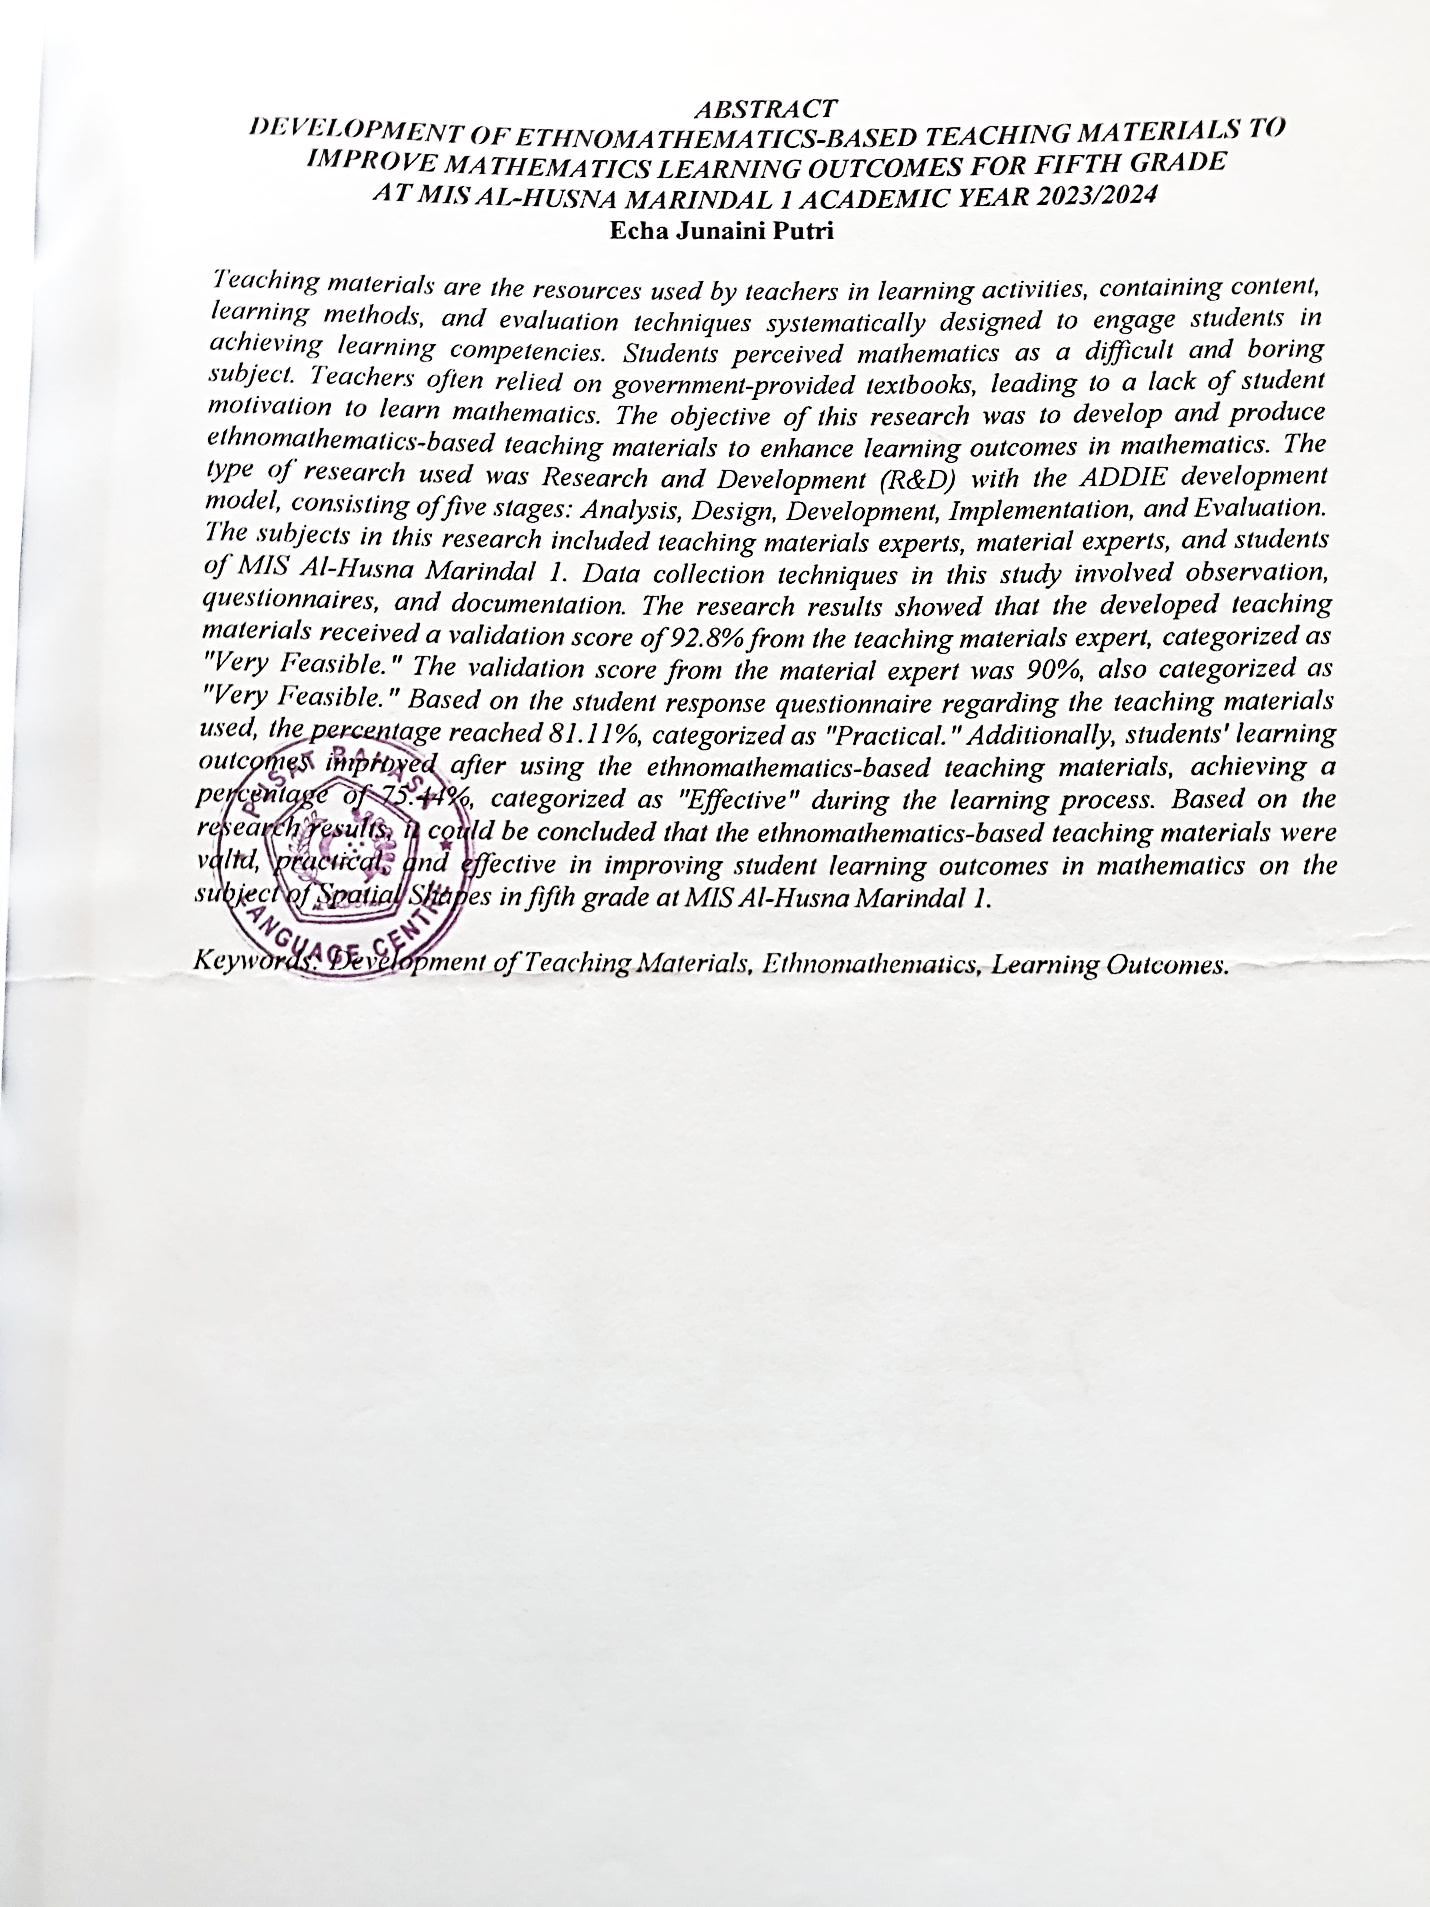 ABSTRACT
DEVELOPMENT OF ETHNOMATHEMATICS-BASED TEACHING MATERIALS TO
IMPROVE MATHEMATICS LEARNING OUTCOMES FOR FIFTH GRADE
AT MIS AL-HUSNA MARINDAL 1 ACADEMIC YEAR 2023/2024
Echa Junaini Putri
Teaching materials are the resources used by teachers in learning activities, containing content,
learning methods, and evaluation techniques systematically designed to engage students in
achieving learning competencies. Students perceived mathematics as a difficult and boring
subject. Teachers often relied on government-provided textbooks, leading to a lack of student
motivation to learn mathematics. The objective of this research was to develop and produce
ethnomathematics-based teaching materials to enhance learning outcomes in mathematics. The
type of research used was Research and Development (R&D) with the ADDIE development
model, consisting of five stages: Analysis, Design, Development, Implementation, and Evaluation.
The subjects in this research included teaching materials experts, material experts, and students
of MIS Al-Husna Marindal 1. Data collection techniques in this study involved observation,
questionnaires, and documentation. The research results showed that the developed teaching
materials received a validation score of 92.8% from the teaching materials expert, categorized as
"Very Feasible." The validation score from the material expert was 90%, also categorized as
"Very Feasible." Based on the student response questionnaire regarding the teaching materials
used, the percentage reached 81.11%, categorized as "Practical." Additionally, students' learning
outcomes improved after using the ethnomathematics-based teaching materials, achieving a
percentage of 75.44%, categorized as "Effective" during the learning process. Based on the
research results, it could be concluded that the ethnomathematics-based teaching materials were
valid, practical, and effective in improving student learning outcomes in mathematics on the
subject of Spatial Shapes in fifth grade at MIS Al-Husna Marindal 1.
Keywords: Development of Teaching Materials, Ethnomathematics, Learning Outcomes.
PUSAT BAHASA
LANGUAGE CENTRE